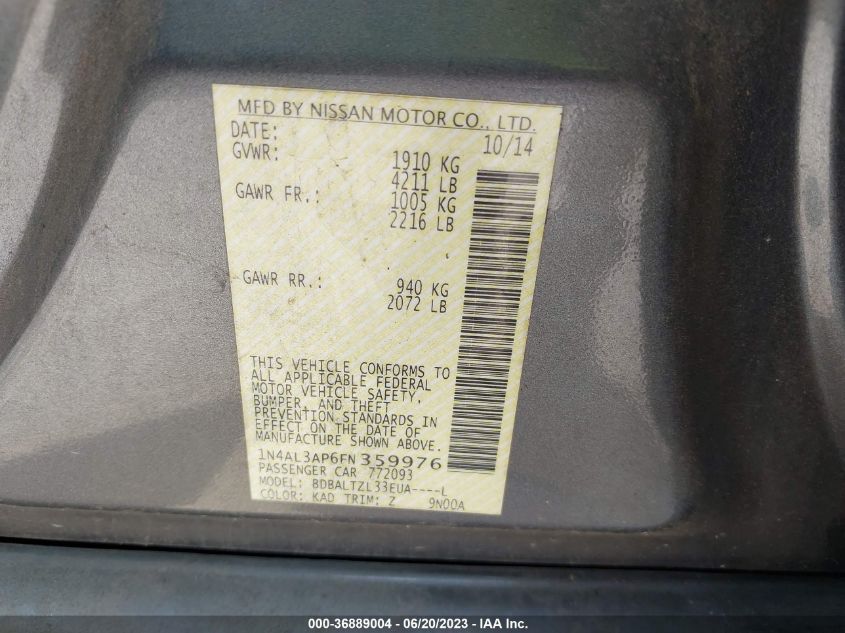 MFD BY NISSAN MOTOR CO., LTD.
DATE: 10/14
GVWR: 1910 KG
4211 LB
GAWR FR.: 1005 KG
2216 LB
GAWR RR.: 940 KG
2072 LB
THIS VEHICLE CONFORMS TO
ALL APPLICABLE FEDERAL
MOTOR VEHICLE SAFETY,
BUMPER, AND THEFT
PREVENTION STANDARDS IN
EFFECT ON THE DATE OF
MANUFACTURE SHOWN ABOVE.
1N4AL3AP6FN 359976
PASSENGER CAR 772093
MODEL: BDBALTZL33EUA----L
COLOR: KAD TRIM: Z 9N00A
000-36889004 / 06/20/2023 - IAA Inc.